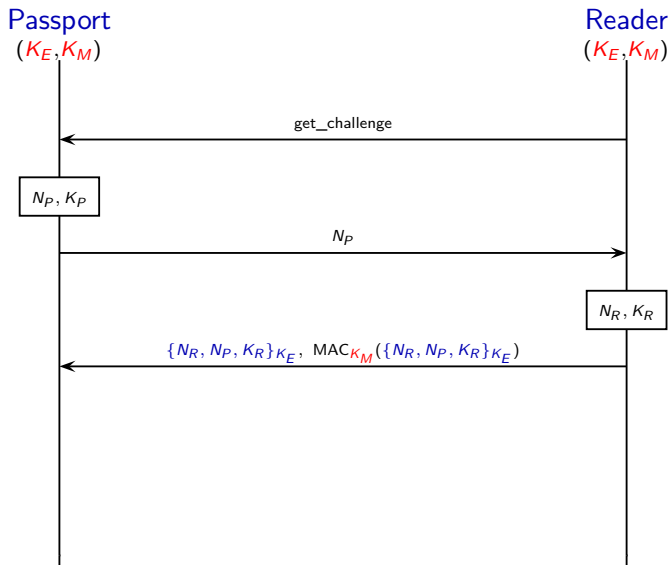 Passport Reader
(K_E,K_M) (K_E,K_M)
get_challenge
N_P, K_P
N_P
N_R, K_R
{N_R, N_P, K_R}_{K_E}, MAC_{K_M}({N_R, N_P, K_R}_{K_E})